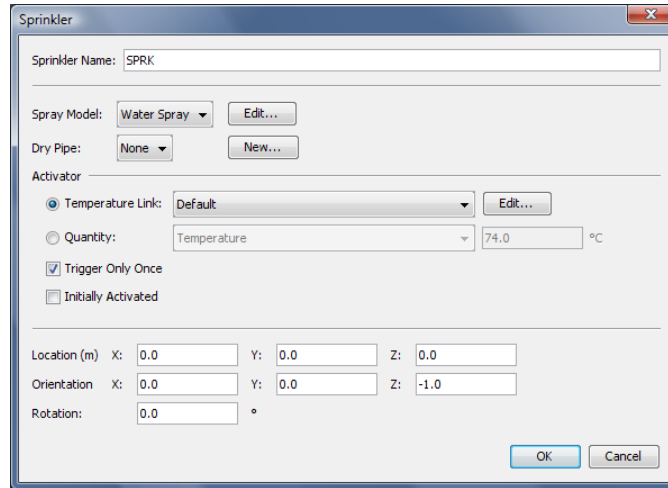 Sprinkler
Sprinkler Name: SPRK
Spray Model: Water Spray Edit...
Dry Pipe: None New...
Activator
Temperature Link: Default Edit...
Quantity: Temperature 74.0 °C
Trigger Only Once
Initially Activated
Location (m) X: 0.0 Y: 0.0 Z: 0.0
Orientation X: 0.0 Y: 0.0 Z: -1.0
Rotation: 0.0 °
OK Cancel